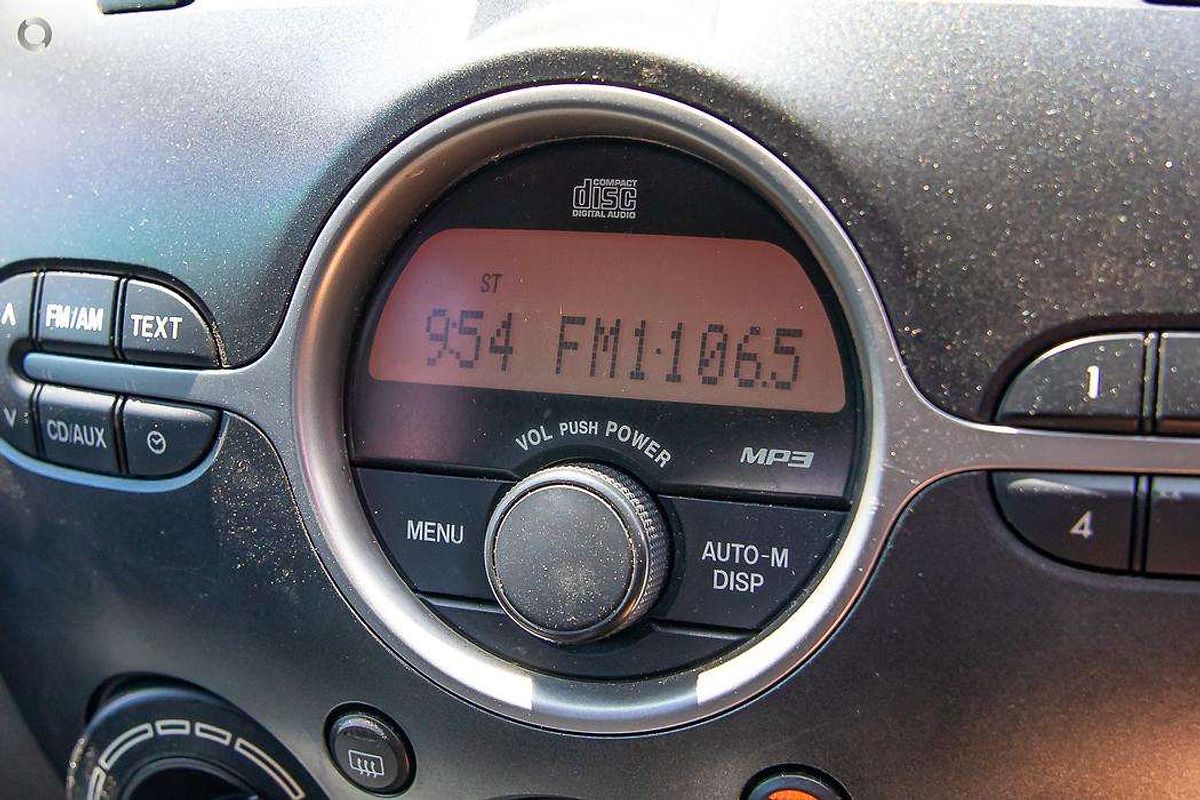 COMPACT
disc
DIGITAL AUDIO
ST
9:54 FM1·106.5
VOL PUSH POWER
MP3
MENU
AUTO-M
DISP
FM/AM
TEXT
CD/AUX
1
4